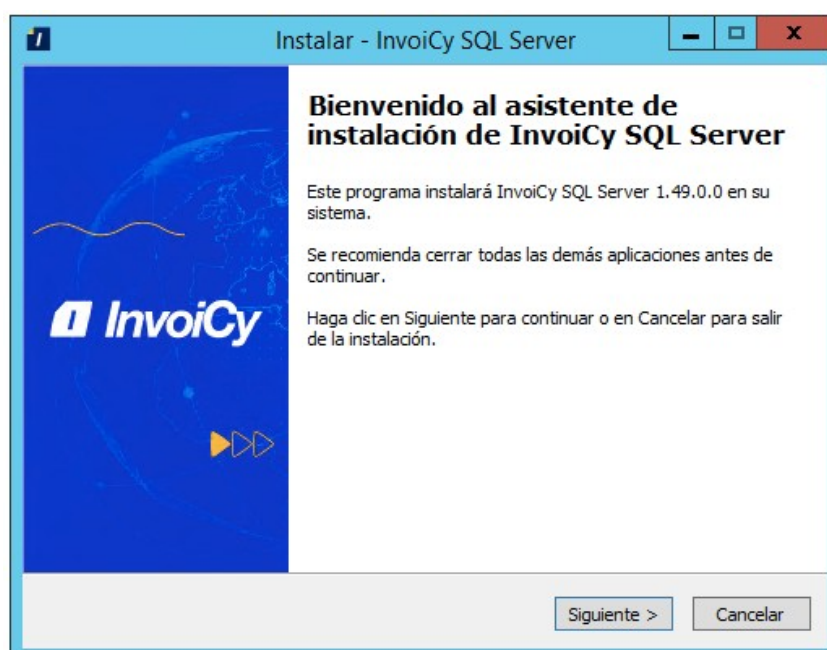 Instalar - InvoiCy SQL Server
Bienvenido al asistente de
instalación de InvoiCy SQL Server
Este programa instalará InvoiCy SQL Server 1.49.0.0 en su
sistema.
Se recomienda cerrar todas las demás aplicaciones antes de
continuar.
Haga clic en Siguiente para continuar o en Cancelar para salir
de la instalación.
InvoiCy
Siguiente >
Cancelar